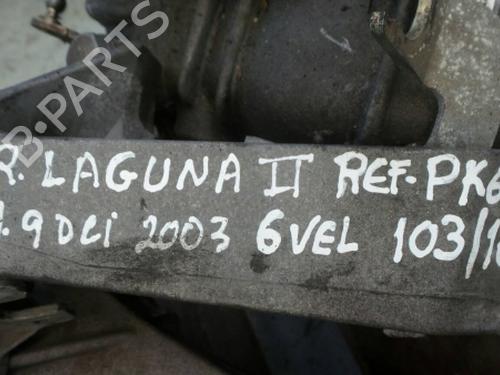 R. LAGUNA II REF. PK6
1.9 DCi 2003 6VEL 103/1
B-PARTS